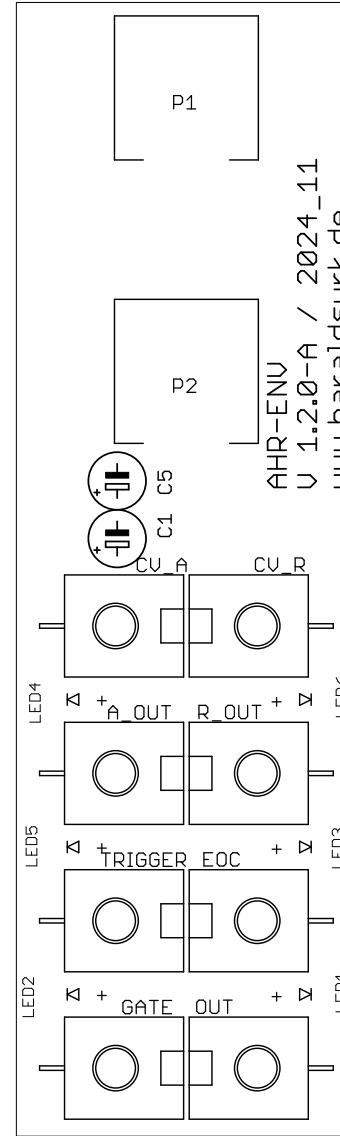 P1
P2
AHR-ENV
V 1.2.0-A / 2024_11
+
C5
+
C1
CV_A CV_R
LED4 + +
A_OUT R_OUT
LED5 + + LED3
TRIGGER EOC
LED2 + +
GATE OUT